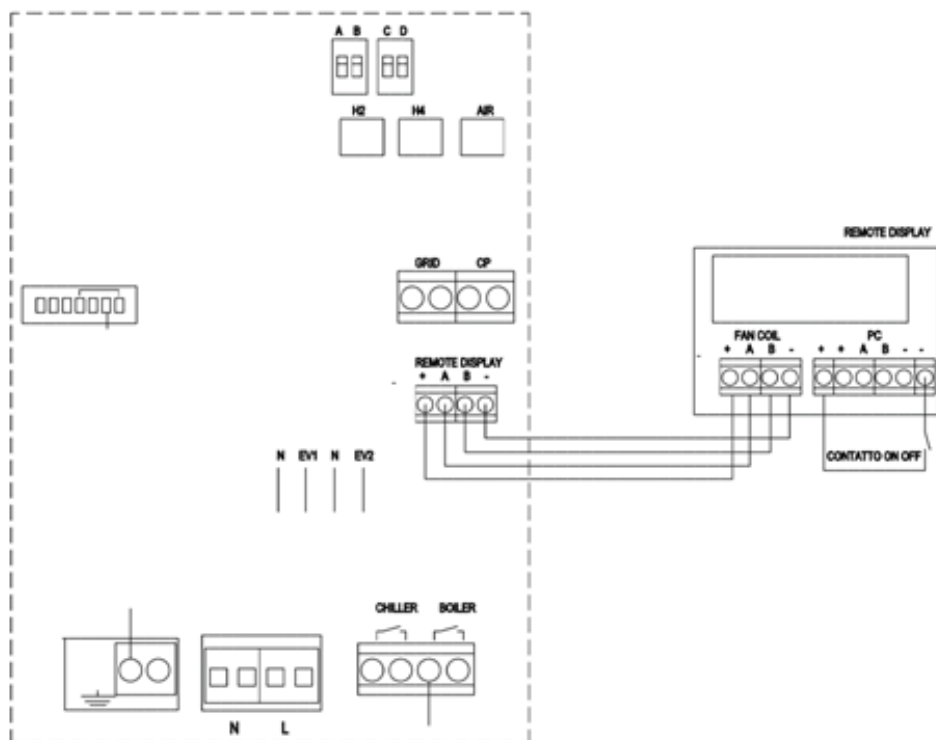 A B C D
H2 H4 AIR
REMOTE DISPLAY
GRID CP
FAN COIL PC
+ A B - + + A B - -
REMOTE DISPLAY
+ A B -
CONTATTO ON OFF
N EV1 N EV2
CHILLER BOILER
N L